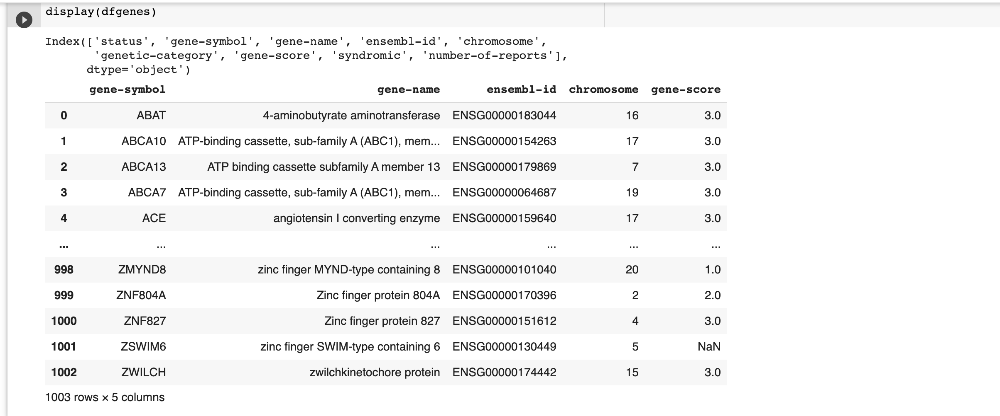 display(dfgenes)
Index(['status', 'gene-symbol', 'gene-name', 'ensembl-id', 'chromosome',
'genetic-category', 'gene-score', 'syndromic', 'number-of-reports'],
dtype='object')
gene-symbol gene-name ensembl-id chromosome gene-score
0 ABAT 4-aminobutyrate aminotransferase ENSG00000183044 16 3.0
1 ABCA10 ATP-binding cassette, sub-family A (ABC1), mem... ENSG00000154263 17 3.0
2 ABCA13 ATP binding cassette subfamily A member 13 ENSG00000179869 7 3.0
3 ABCA7 ATP-binding cassette, sub-family A (ABC1), mem... ENSG00000064687 19 3.0
4 ACE angiotensin I converting enzyme ENSG00000159640 17 3.0
... ... ... ... ... ...
998 ZMYND8 zinc finger MYND-type containing 8 ENSG00000101040 20 1.0
999 ZNF804A Zinc finger protein 804A ENSG00000170396 2 2.0
1000 ZNF827 Zinc finger protein 827 ENSG00000151612 4 3.0
1001 ZSWIM6 zinc finger SWIM-type containing 6 ENSG00000130449 5 NaN
1002 ZWILCH zwilchkinetochore protein ENSG00000174442 15 3.0
1003 rows × 5 columns